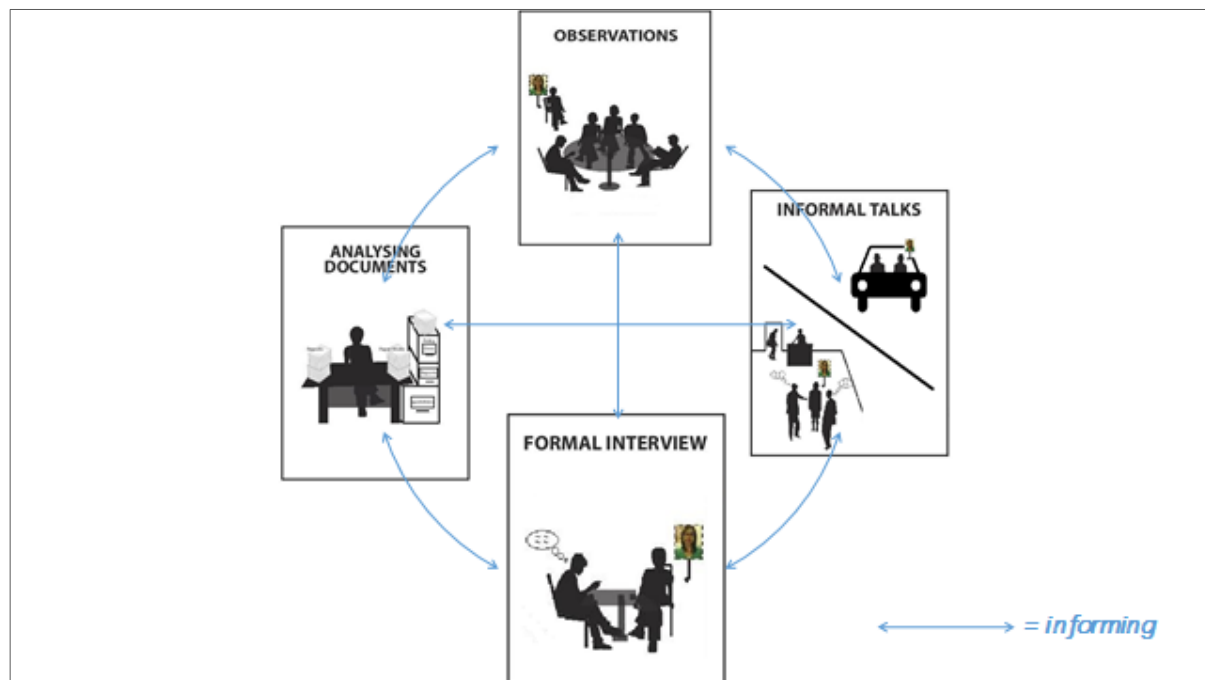 OBSERVATIONS
INFORMAL TALKS
ANALYSING
DOCUMENTS
FORMAL INTERVIEW
= informing